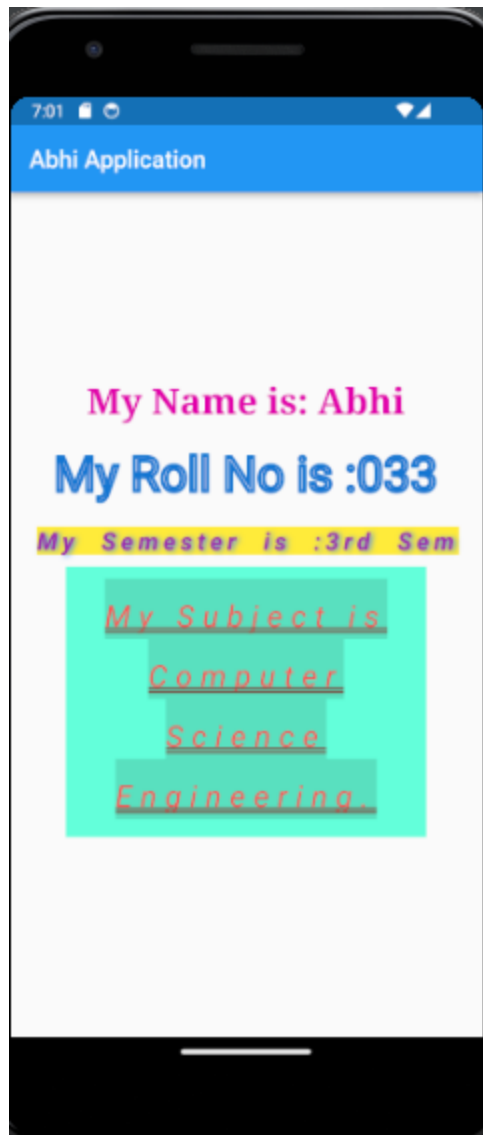 7:01
Abhi Application
My Name is: Abhi
My Roll No is :033
My Semester is :3rd Sem
My Subject is
Computer
Science
Engineering.